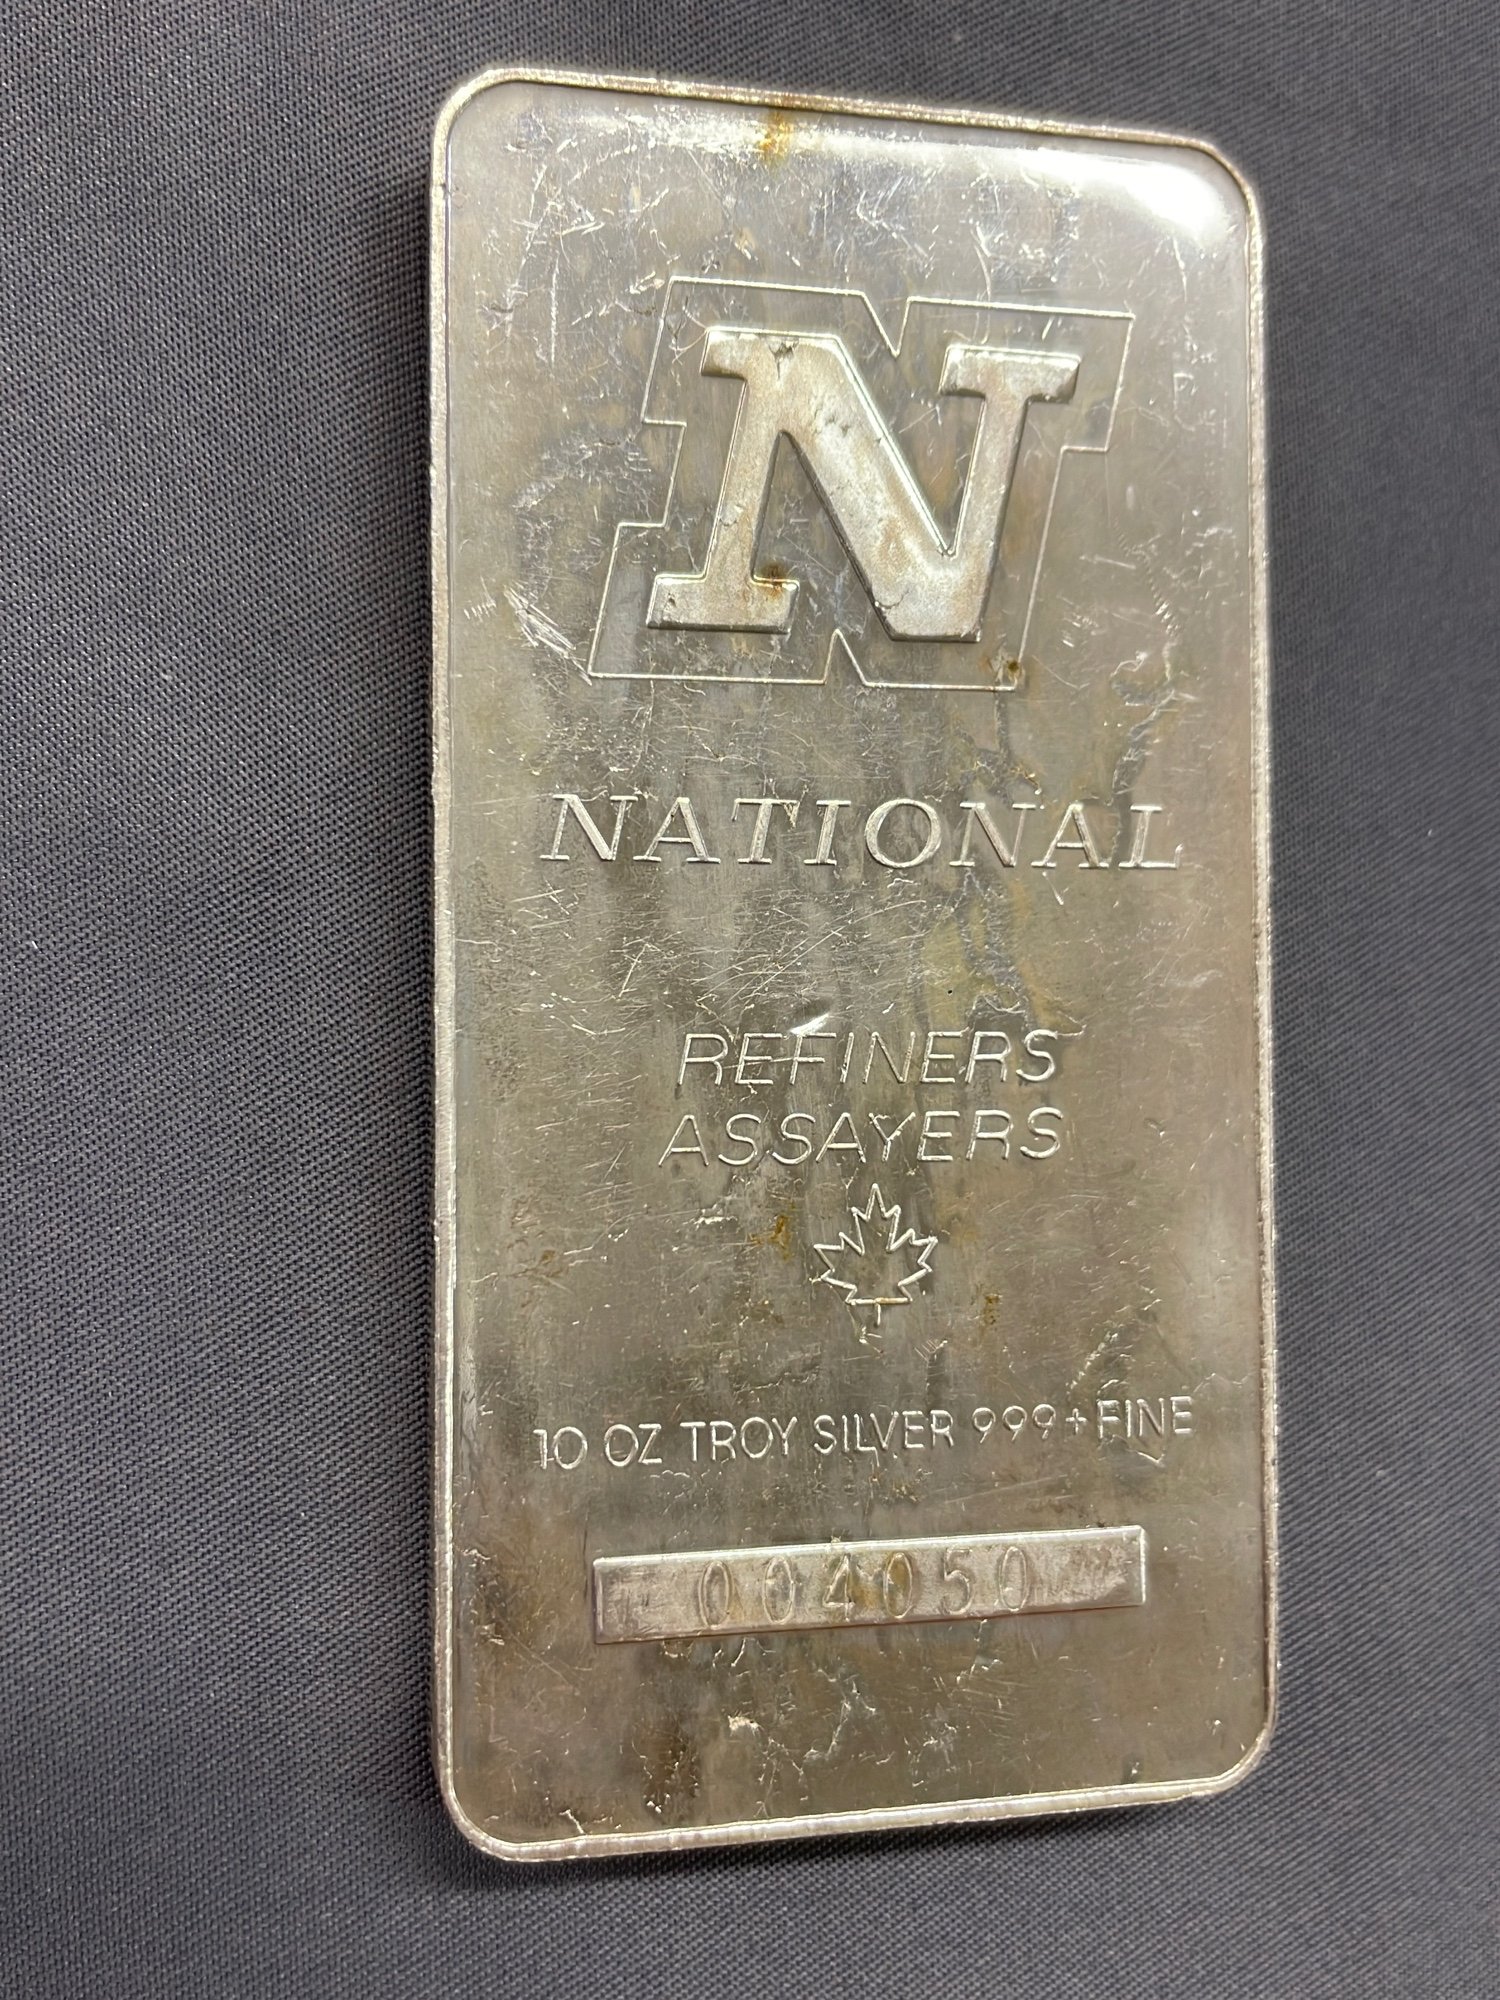 N
NATIONAL
REFINERS
ASSAYERS
10 OZ TROY SILVER 999+ FINE
004050